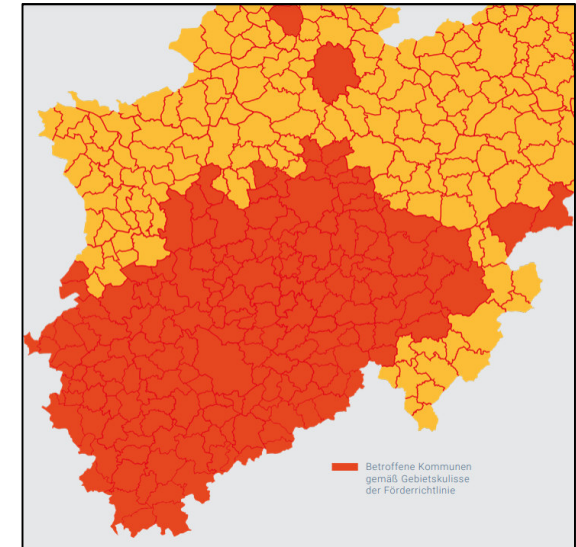 Betroffene Kommunen
gemäß Gebietskulisse
der Förderrichtlinie